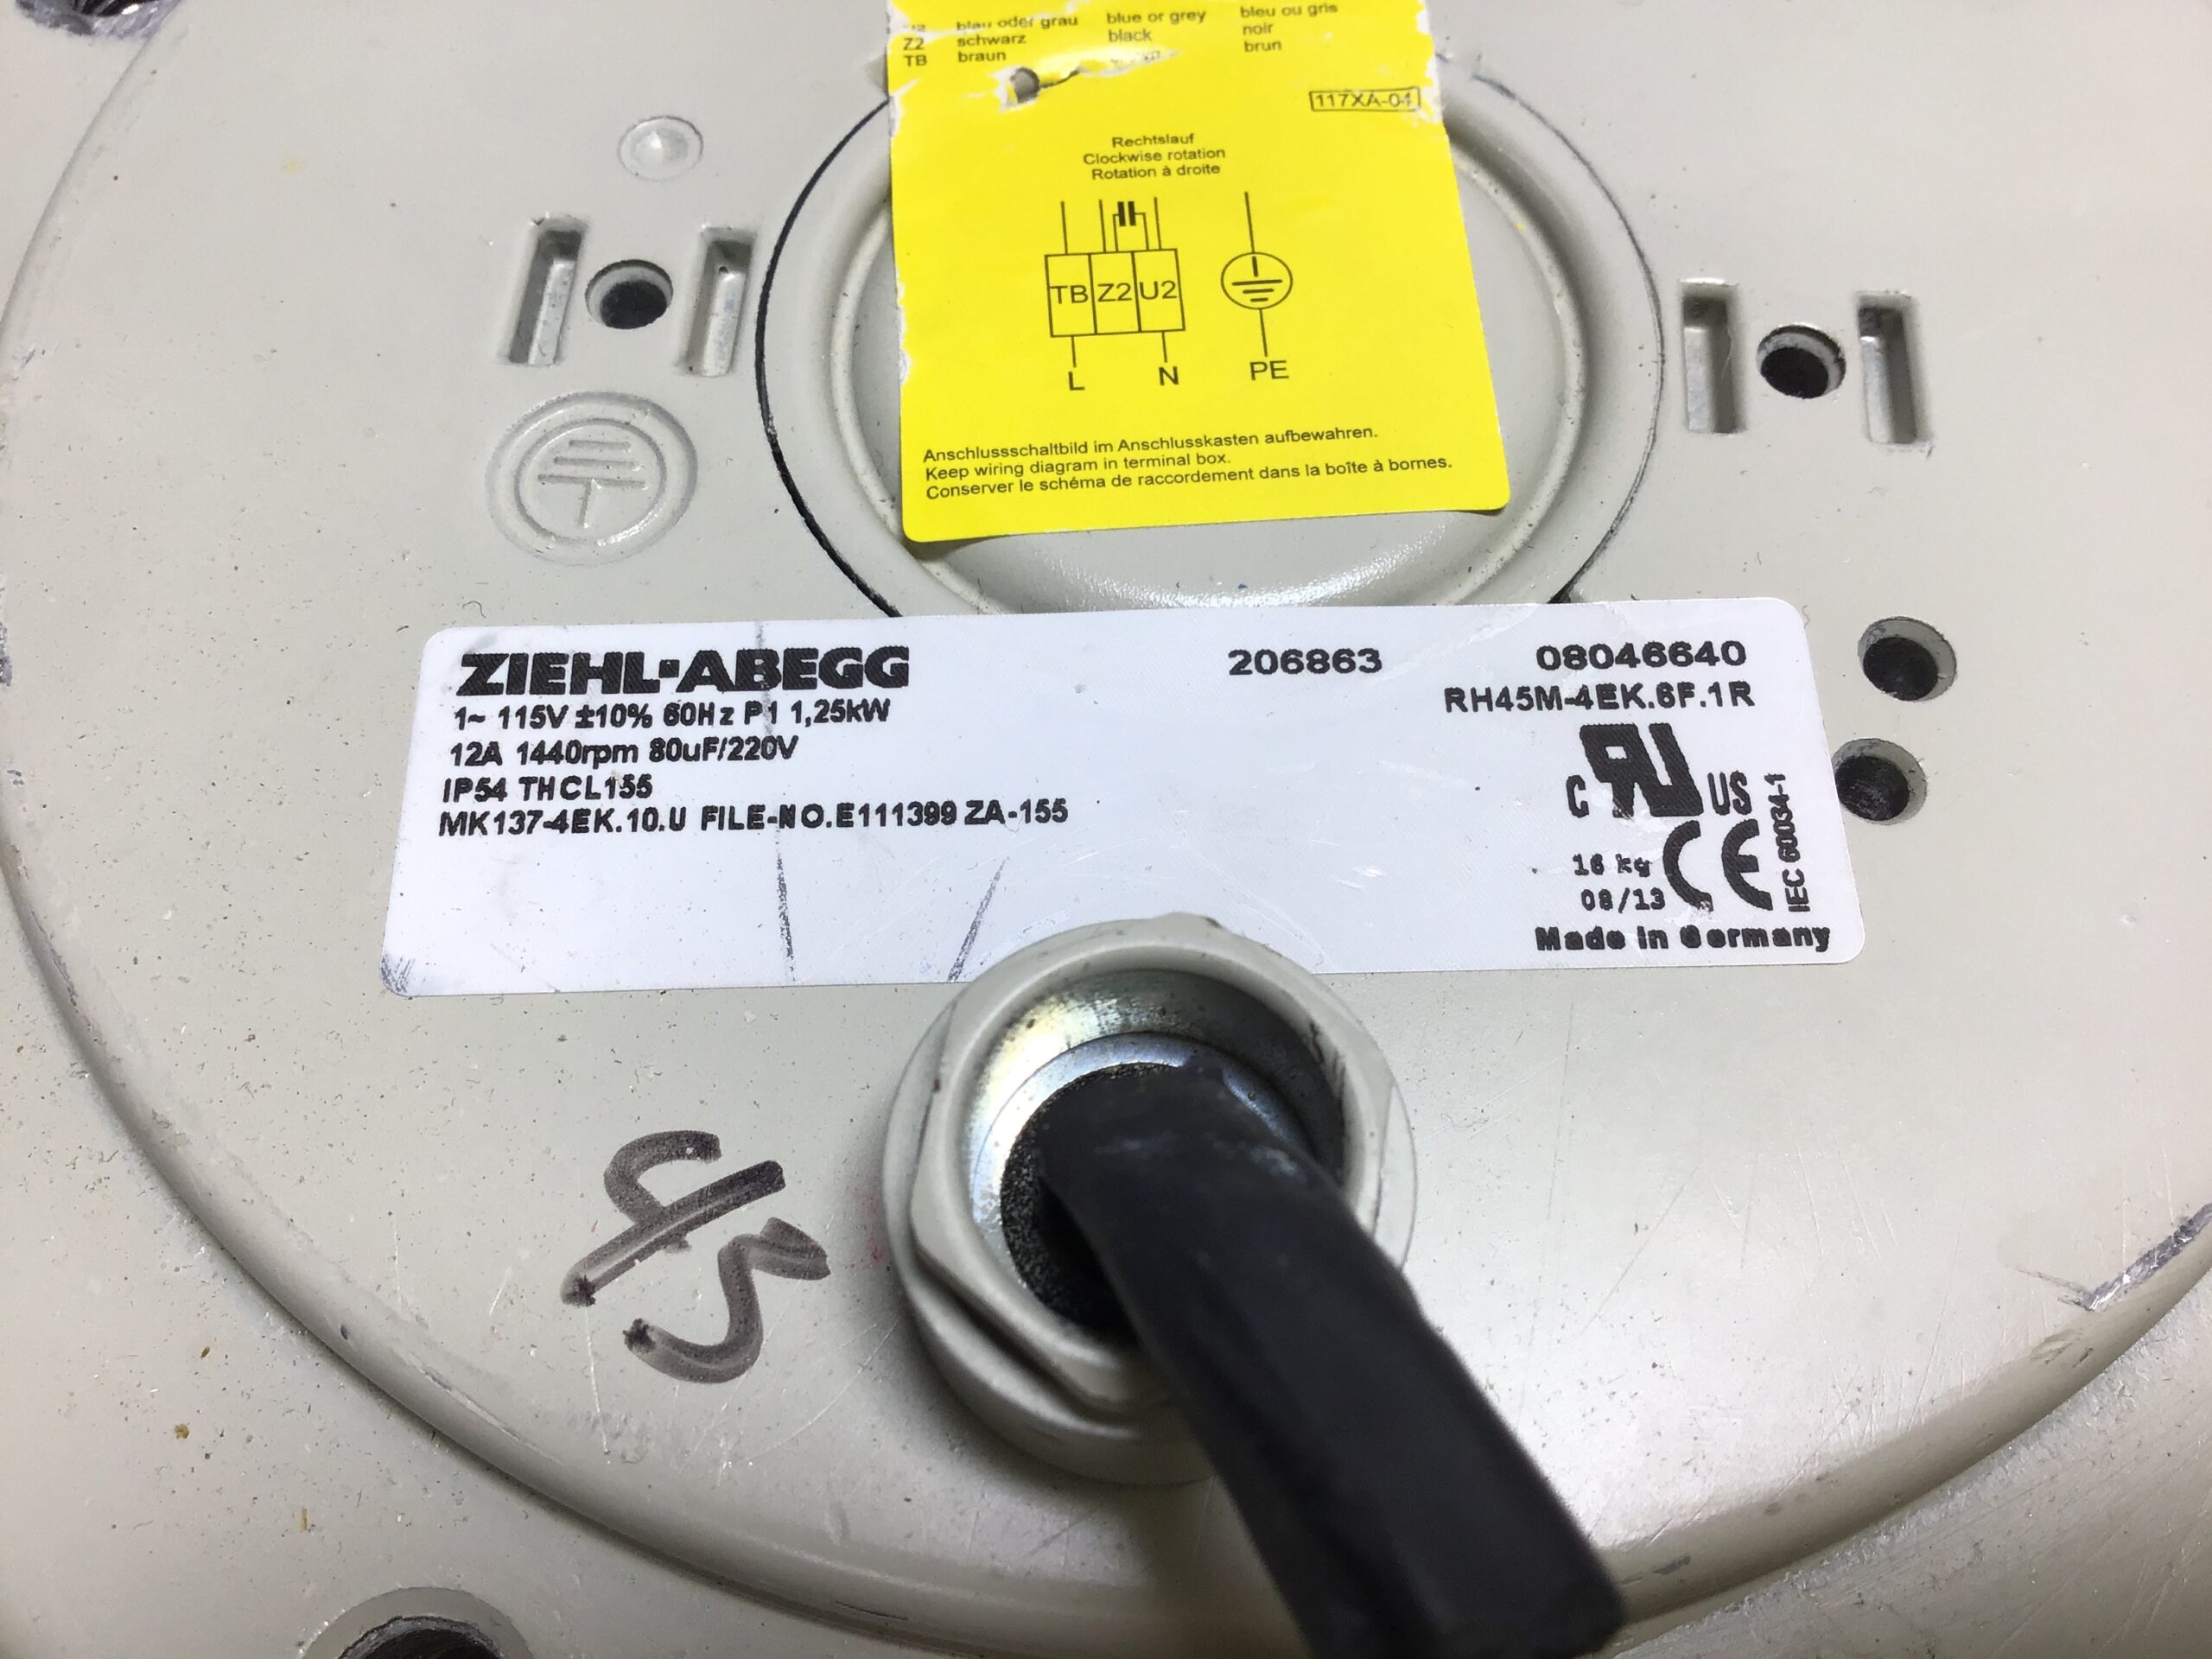 blau oder grau blue or grey bleu ou gris
Z2 schwarz black noir
TB braun brun
117XA-04
Rechtslauf
Clockwise rotation
Rotation à droite
TB Z2 U2
L N PE
Anschlussschaltbild im Anschlusskasten aufbewahren.
Keep wiring diagram in terminal box.
Conserver le schéma de raccordement dans la boîte à bornes.
ZIEHL-ABEGG 206863 08046640
1~ 115V ±10% 60Hz P1 1,25kW RH45M-4EK.6F.1R
12A 1440rpm 80uF/220V
IP54 THCL155
MK137-4EK.10.U FILE-NO.E111399 ZA-155
C RU US
CE
IEC 60034-1
16 kg
08/13
Made in Germany
43